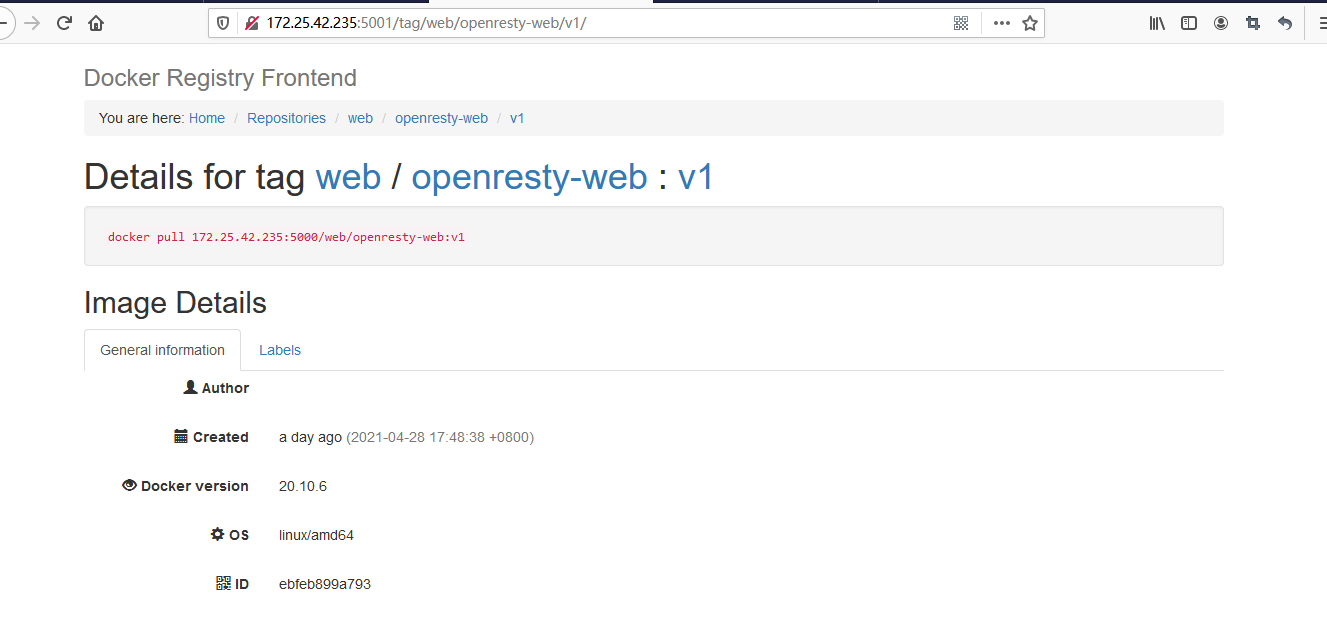 172.25.42.235:5001/tag/web/openresty-web/v1/
Docker Registry Frontend
You are here: Home / Repositories / web / openresty-web / v1
Details for tag web / openresty-web : v1
docker pull 172.25.42.235:5000/web/openresty-web:v1
Image Details
General information Labels
Author
Created a day ago (2021-04-28 17:48:38 +0800)
Docker version 20.10.6
OS linux/amd64
ID ebfeb899a793